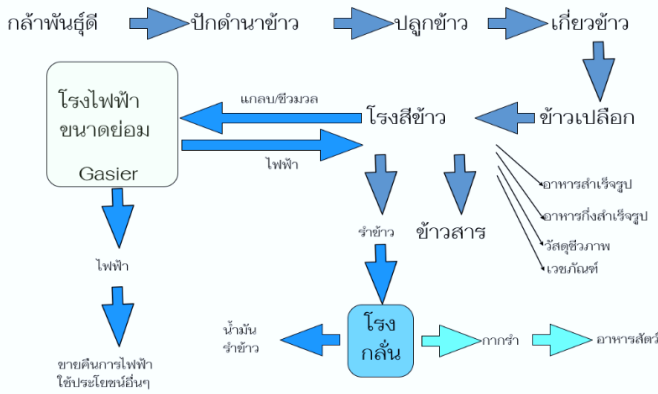 กล้าพันธุ์ดี
ปักดำนาข้าว
ปลูกข้าว
เกี่ยวข้าว
โรงไฟฟ้า
ขนาดย่อม
Gasier
แกลบ/ชีวมวล
โรงสีข้าว
ข้าวเปลือก
ไฟฟ้า
อาหารสำเร็จรูป
อาหารกึ่งสำเร็จรูป
วัสดุชีวภาพ
เวชภัณฑ์
รำข้าว
ข้าวสาร
ไฟฟ้า
น้ำมัน
รำข้าว
โรง
กลั่น
กากรำ
อาหารสัตว์
ขายคืนการไฟฟ้า
ใช้ประโยชน์อื่นๆ